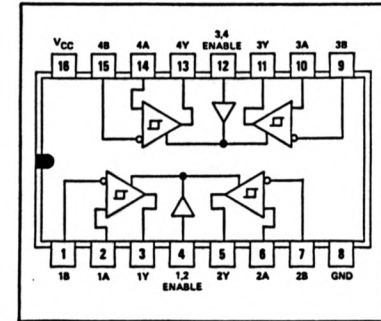 3,4
VCC 4B 4A 4Y ENABLE 3Y 3A 3B
16 15 14 13 12 11 10 9
1 2 3 4 5 6 7 8
1B 1A 1Y 1,2 2Y 2A 2B GND
ENABLE